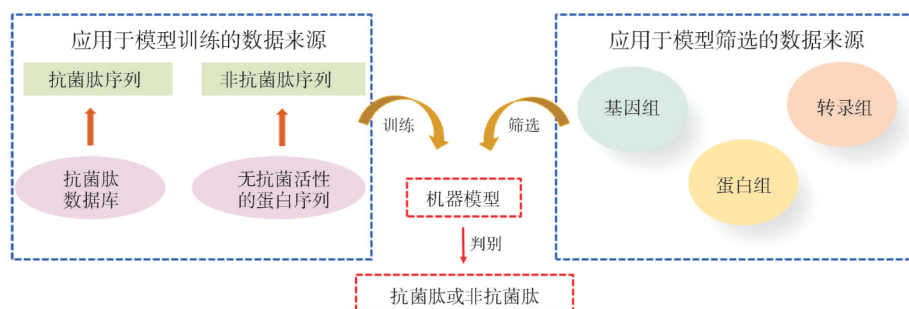 应用于模型训练的数据来源
抗菌肽序列
非抗菌肽序列
抗菌肽
数据库
无抗菌活性
的蛋白序列
训练
筛选
机器模型
判别
抗菌肽或非抗菌肽
应用于模型筛选的数据来源
基因组
转录组
蛋白组